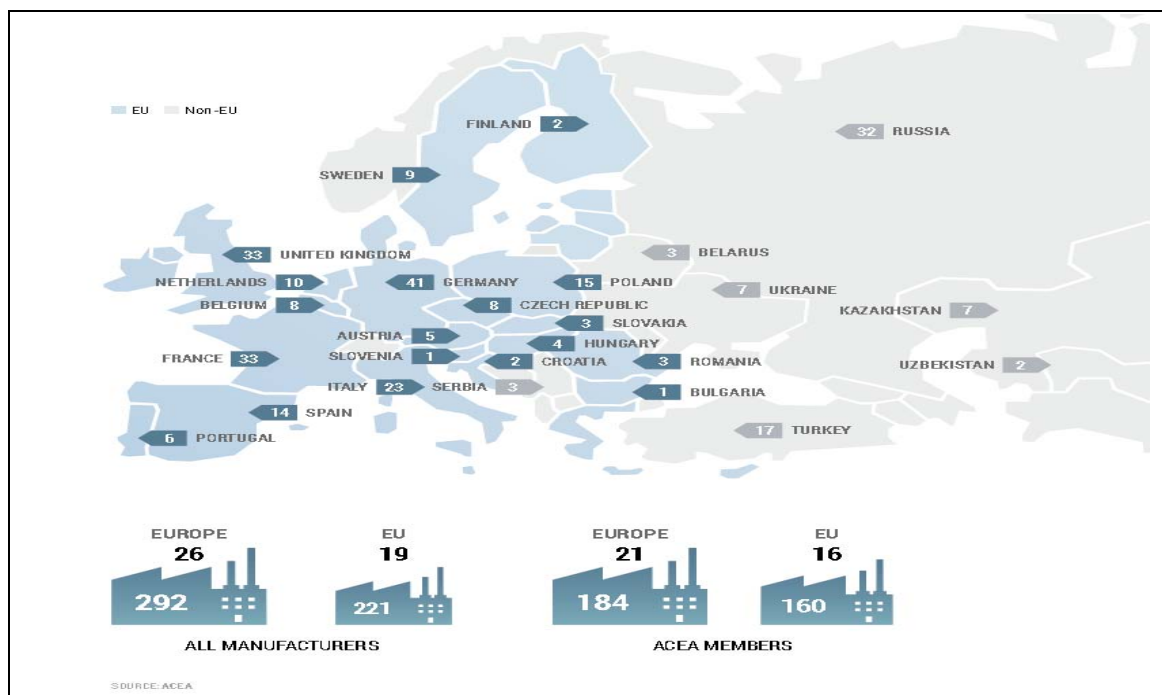 EU Non-EU
FINLAND 2
32 RUSSIA
SWEDEN 9
33 UNITED KINGDOM
3 BELARUS
NETHERLANDS 10
41 GERMANY
15 POLAND
7 UKRAINE
BELGIUM 8
8 CZECH REPUBLIC
KAZAKHSTAN 7
3 SLOVAKIA
AUSTRIA 5
4 HUNGARY
FRANCE 33
SLOVENIA 1
2 CROATIA
3 ROMANIA
UZBEKISTAN 2
ITALY 23
SERBIA 3
1 BULGARIA
14 SPAIN
6 PORTUGAL
17 TURKEY
EUROPE
26
292
EU
19
221
ALL MANUFACTURERS
EUROPE
21
184
EU
16
160
ACEA MEMBERS
SOURCE: ACEA